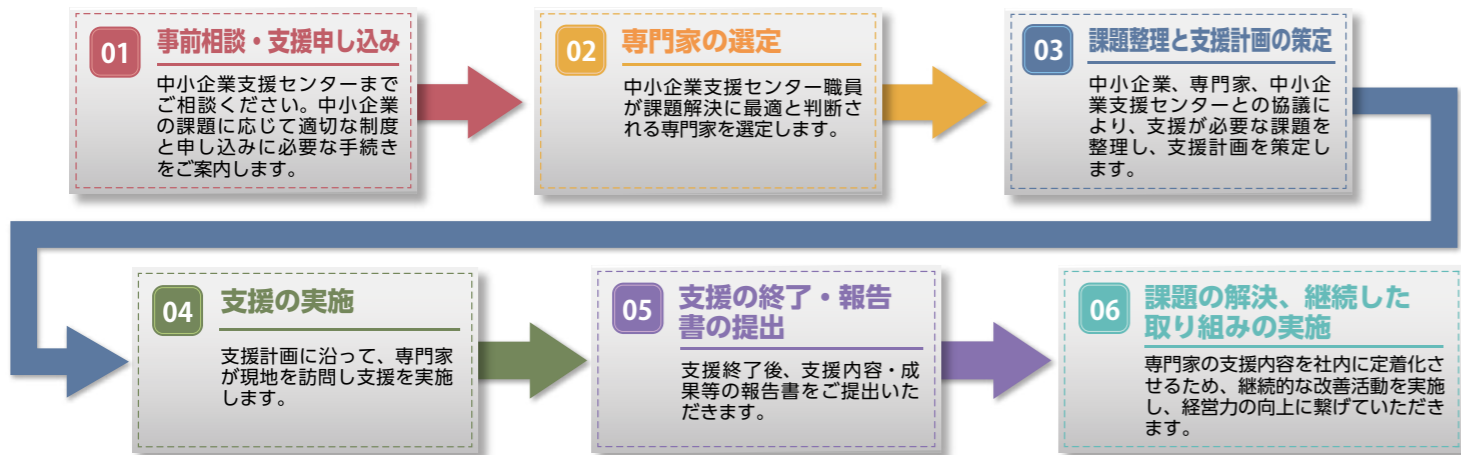 01
事前相談・支援申し込み
中小企業支援センターまで
ご相談ください。中小企業
の課題に応じて適切な制度
と申し込みに必要な手続き
をご案内します。
02
専門家の選定
中小企業支援センター職員
が課題解決に最適と判断さ
れる専門家を選定します。
03
課題整理と支援計画の策定
中小企業、専門家、中小企
業支援センターとの協議に
より、支援が必要な課題を
整理し、支援計画を策定し
ます。
04
支援の実施
支援計画に沿って、専門家
が現地を訪問し支援を実施
します。
05
支援の終了・報告
書の提出
支援終了後、支援内容・成
果等の報告書をご提出いた
だきます。
06
課題の解決、継続した
取り組みの実施
専門家の支援内容を社内に定着化さ
せるため、継続的な改善活動を実施
し、経営力の向上に繋げていただき
ます。